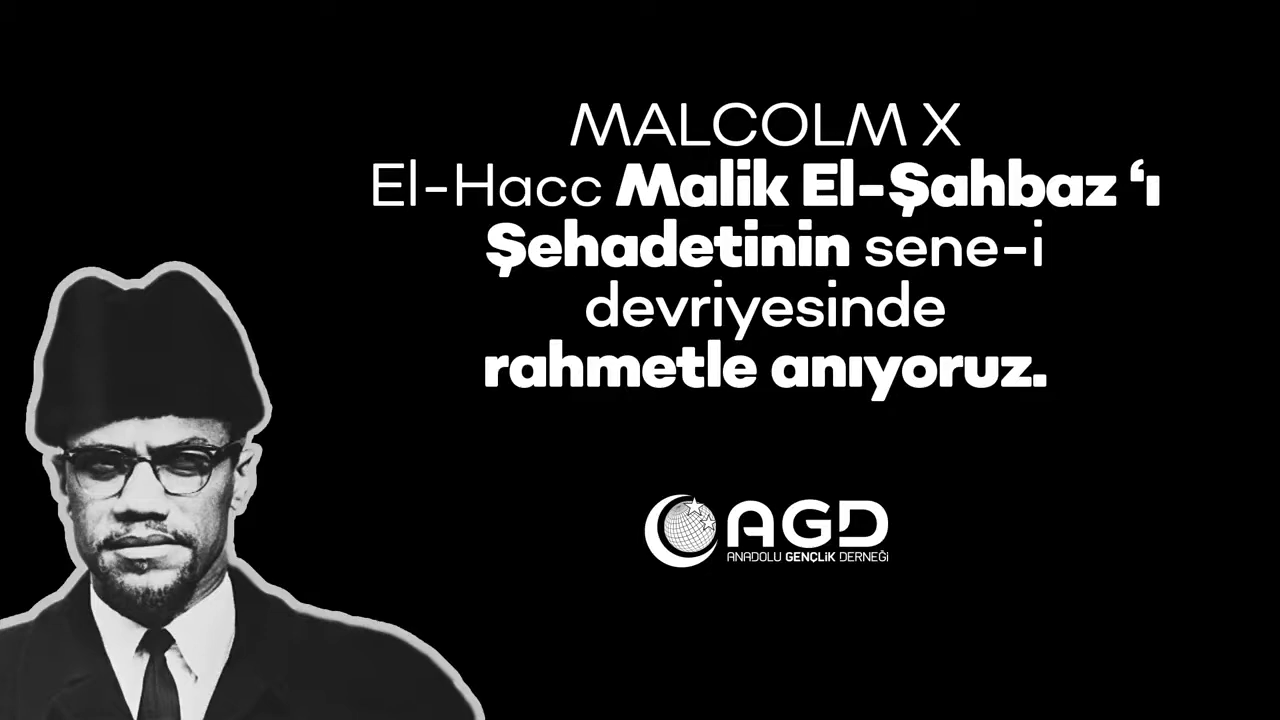 MALCOLM X
El-Hacc Malik El-Şahbaz ‘ı
Şehadetinin sene-i
devriyesinde
rahmetle anıyoruz.
AGD
ANADOLU GENÇLİK DERNEĞİ